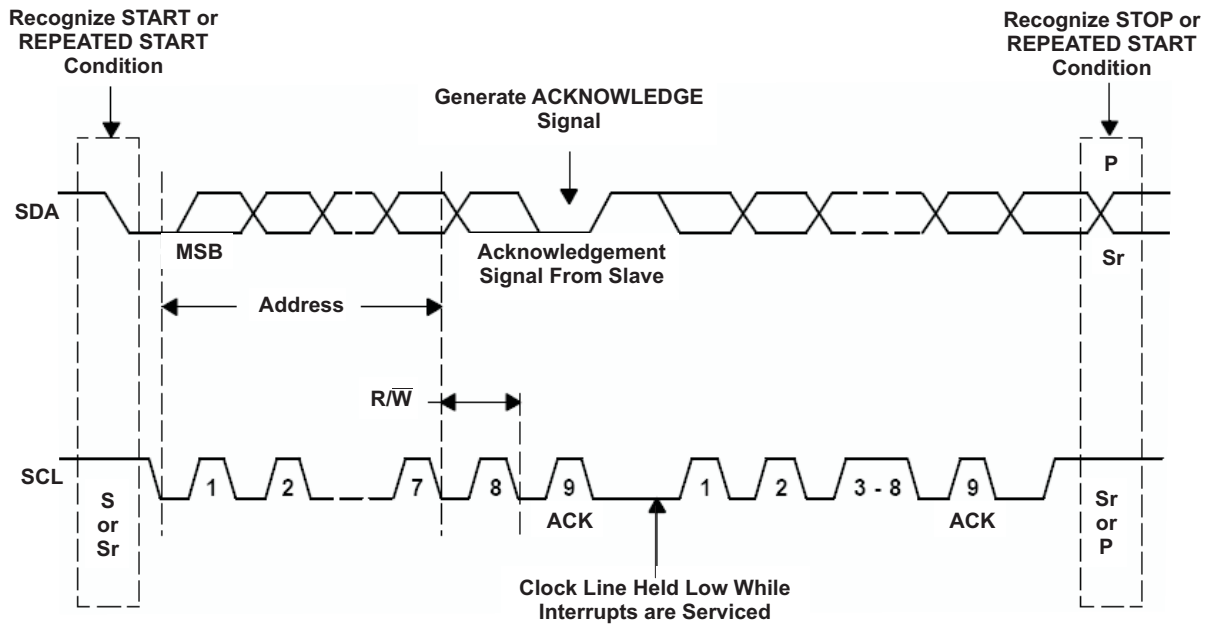 Recognize START or
REPEATED START
Condition
Recognize STOP or
REPEATED START
Condition
Generate ACKNOWLEDGE
Signal
P
SDA
MSB
Acknowledgement
Signal From Slave
Sr
Address
R/W̅
SCL
S
or
Sr
1
2
7
8
9
ACK
1
2
3 - 8
9
ACK
Sr
or
P
Clock Line Held Low While
Interrupts are Serviced